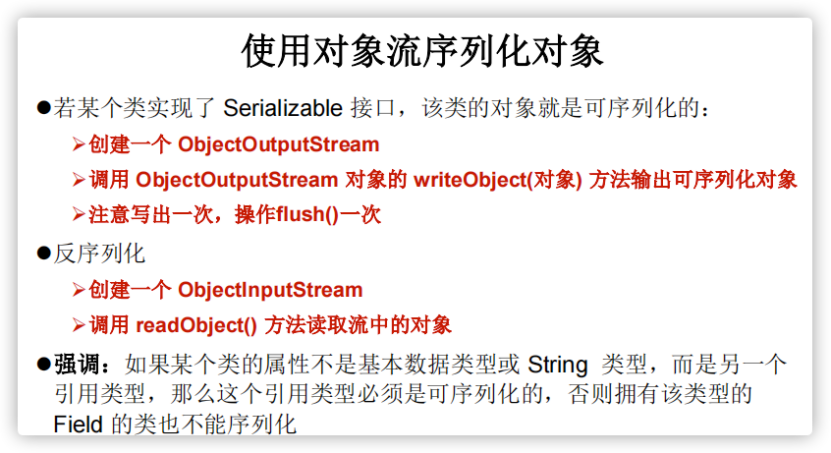 使用对象流序列化对象
●若某个类实现了 Serializable 接口，该类的对象就是可序列化的：
➢创建一个 ObjectOutputStream
➢调用 ObjectOutputStream 对象的 writeObject(对象) 方法输出可序列化对象
➢注意写出一次，操作flush()一次
●反序列化
➢创建一个 ObjectInputStream
➢调用 readObject() 方法读取流中的对象
●强调：如果某个类的属性不是基本数据类型或 String 类型，而是另一个
引用类型，那么这个引用类型必须是可序列化的，否则拥有该类型的
Field 的类也不能序列化